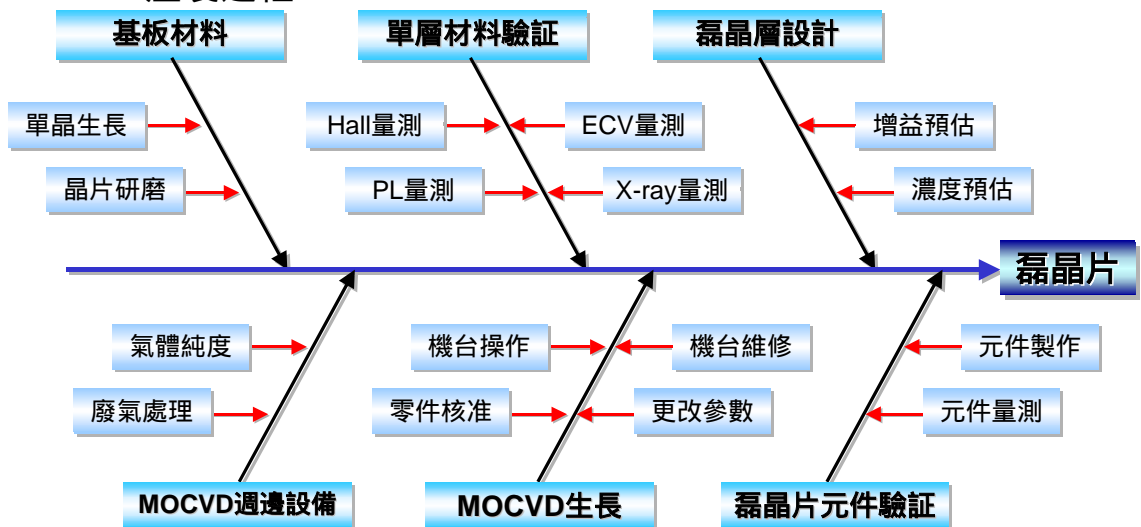 基板材料
單層材料驗証
磊晶層設計
單晶生長
Hall量測
ECV量測
增益預估
晶片研磨
PL量測
X-ray量測
濃度預估
磊晶片
氣體純度
機台操作
機台維修
元件製作
廢氣處理
零件核准
更改參數
元件量測
MOCVD週邊設備
MOCVD生長
磊晶片元件驗証